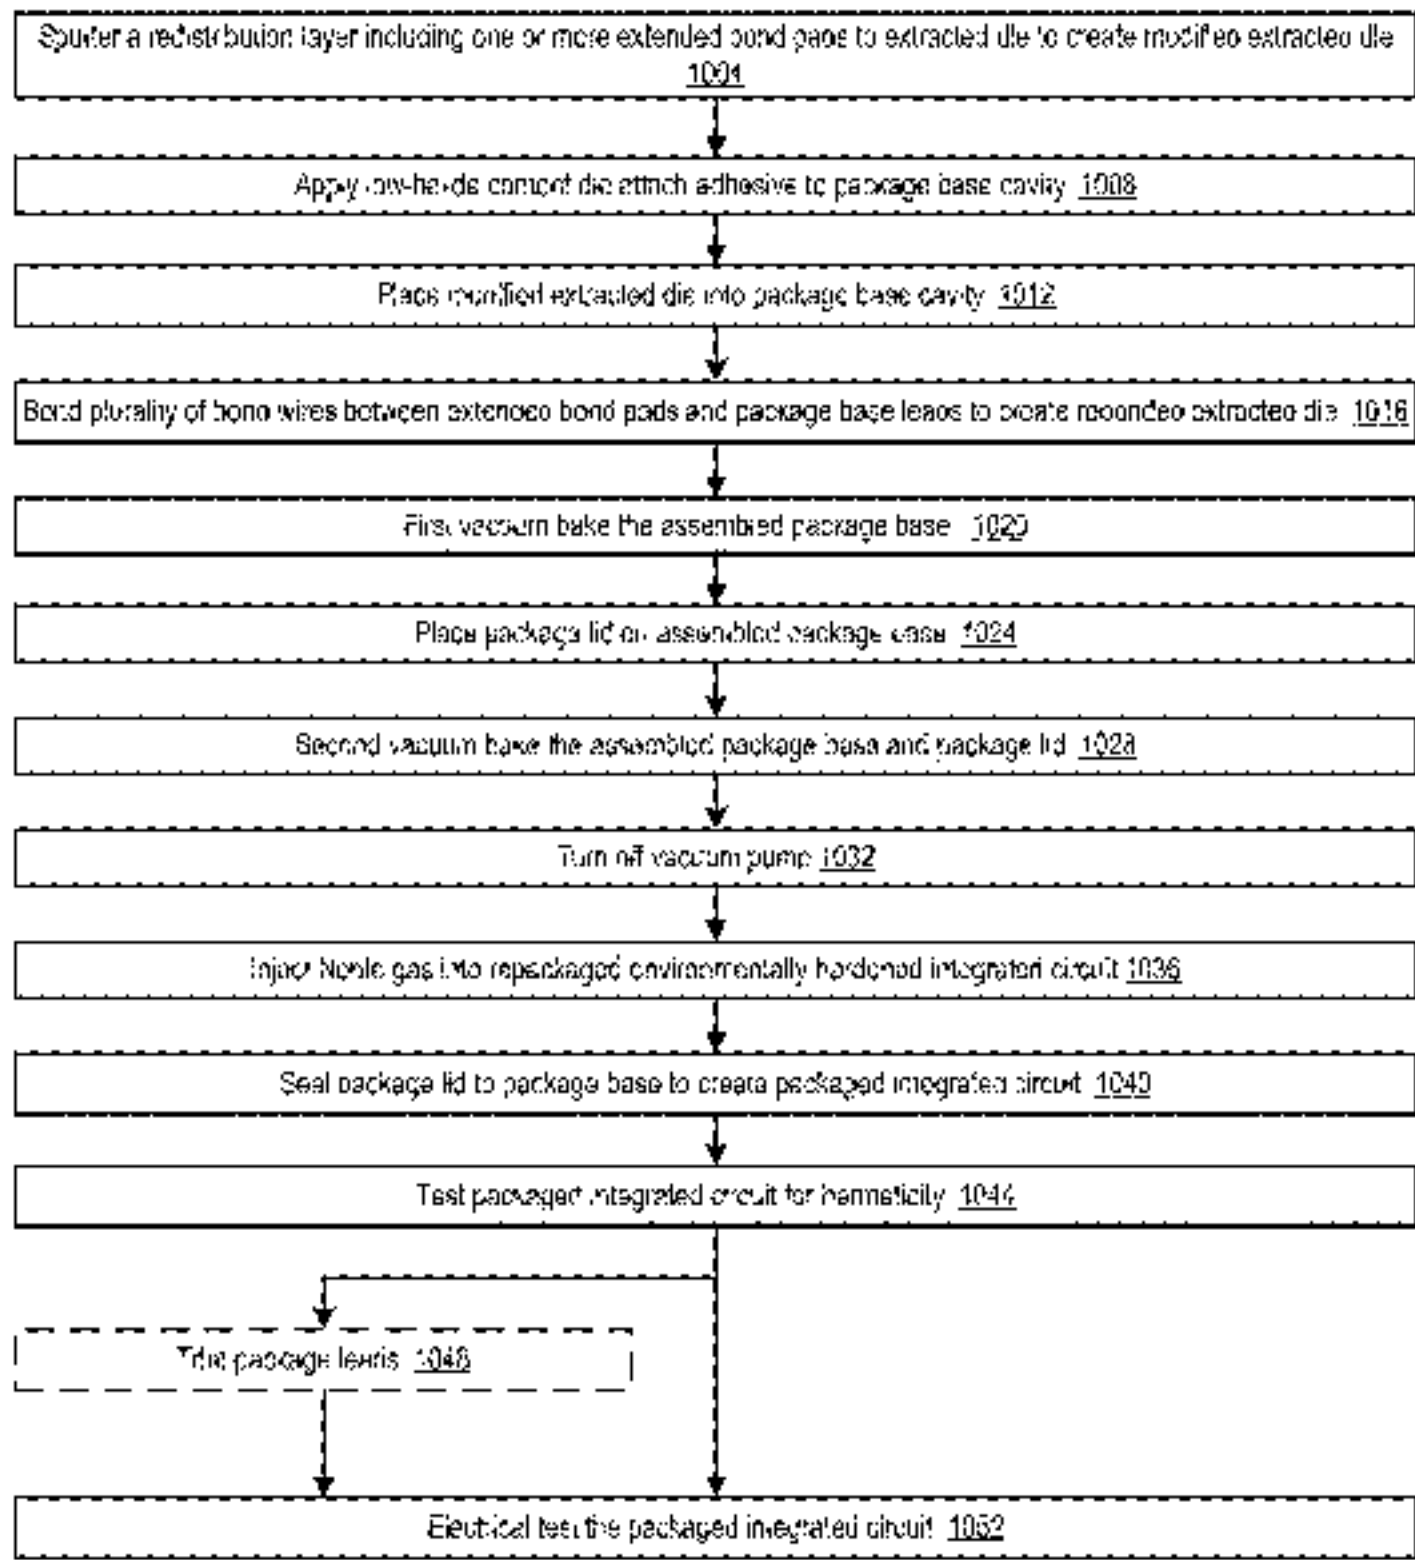 Sputter a redistribution layer including one or more extended bond pads to extracted die to create modified extracted die
1004
Apply low-halide content die attach adhesive to package base cavity 1008
Place modified extracted die into package base cavity 1012
Bond plurality of bond wires between extended bond pads and package base leads to create rebonded extracted die 1016
First vacuum bake the assembled package base 1020
Place package lid on assembled package base 1024
Second vacuum bake the assembled package base and package lid 1028
Turn off vacuum pump 1032
Inject Noble gas into repackaged environmentally hardened integrated circuit 1036
Seal package lid to package base to create packaged integrated circuit 1040
Test packaged integrated circuit for hermeticity 1044
Trim package leads 1048
Electrical test the packaged integrated circuit 1052